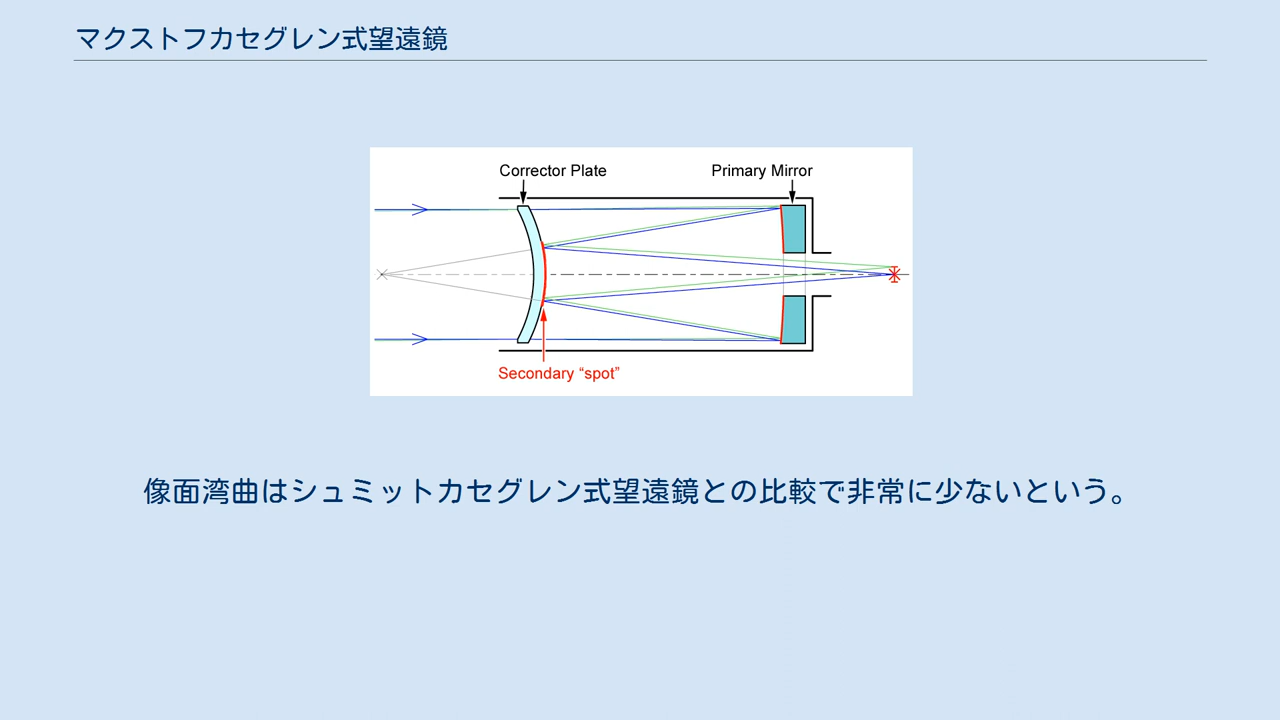 マクストフカセグレン式望遠鏡
Corrector Plate
Primary Mirror
Secondary “spot”
像面湾曲はシュミットカセグレン式望遠鏡との比較で非常に少ないという。